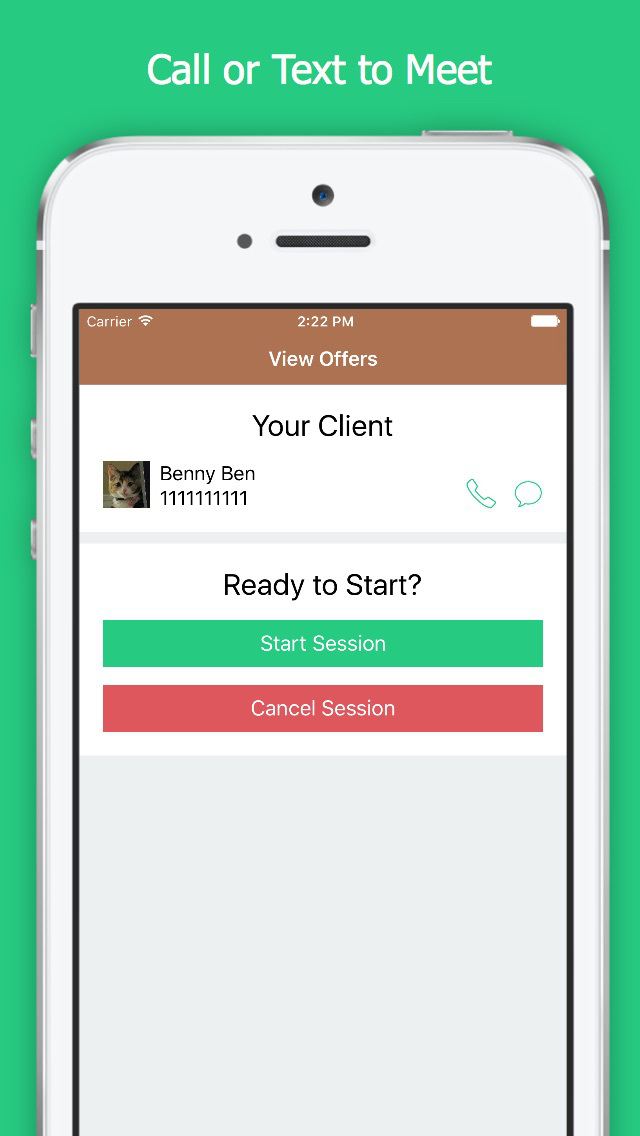 Call or Text to Meet
Carrier 2:22 PM
View Offers
Your Client
Benny Ben
1111111111
Ready to Start?
Start Session
Cancel Session